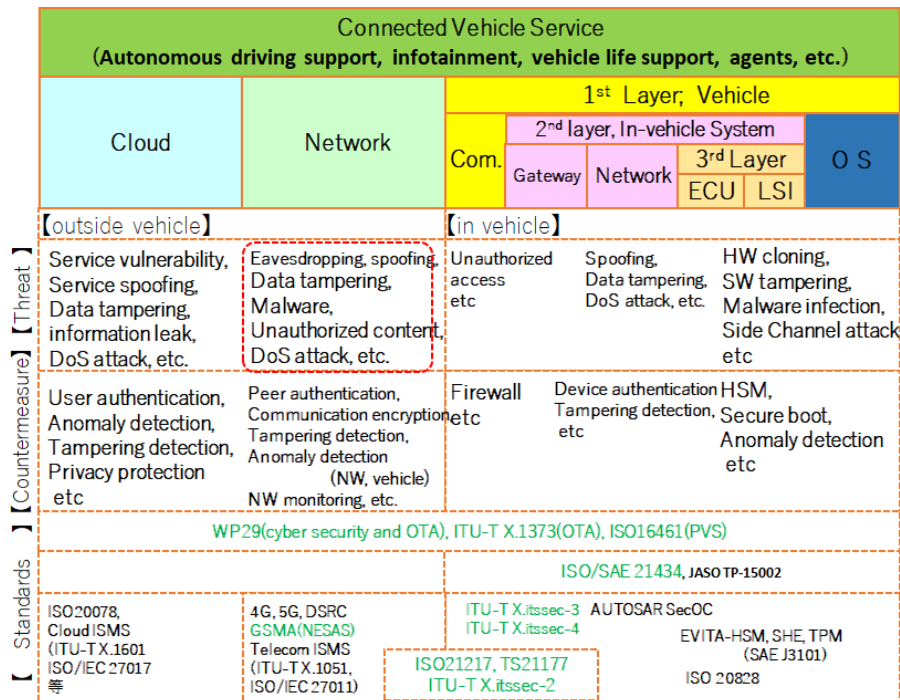 Connected Vehicle Service
(Autonomous driving support, infotainment, vehicle life support, agents, etc.)
Cloud
Network
1st Layer; Vehicle
Com.
2nd layer, In-vehicle System
Gateway
Network
3rd Layer
ECU
LSI
O S
【outside vehicle】
【in vehicle】
【Threat】
Service vulnerability,
Service spoofing,
Data tampering,
information leak,
DoS attack, etc.
Eavesdropping, spoofing,
Data tampering,
Malware,
Unauthorized content,
DoS attack, etc.
Unauthorized
access
etc
Spoofing,
Data tampering,
DoS attack, etc.
HW cloning,
SW tampering,
Malware infection,
Side Channel attack
etc
【Countermeasure】
User authentication,
Anomaly detection,
Tampering detection,
Privacy protection
etc
Peer authentication,
Communication encryption
Tampering detection,
Anomaly detection
(NW, vehicle)
NW monitoring, etc.
Firewall
etc
Device authentication
Tampering detection,
etc
HSM,
Secure boot,
Anomaly detection
etc
【Standards】
WP29(cyber security and OTA), ITU-T X.1373(OTA), ISO16461(PVS)
ISO/SAE 21434, JASO TP-15002
ISO20078,
Cloud ISMS
(ITU-T X.1601
ISO/IEC 27017
等
4G, 5G, DSRC
GSMA(NESAS)
Telecom ISMS
(ITU-T X.1051,
ISO/IEC 27011)
ITU-T X.itssec-3
ITU-T X.itssec-4
AUTOSAR SecOC
ISO21217, TS21177
ITU-T X.itssec-2
EVITA-HSM, SHE, TPM
(SAE J3101)
ISO 20828